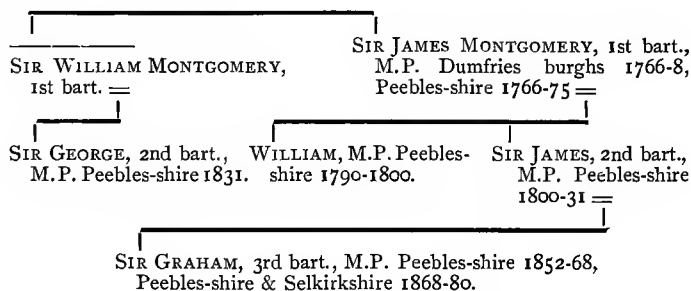 SIR JAMES MONTGOMERY, 1st bart.,
M.P. Dumfries burghs 1766-8,
Peebles-shire 1766-75 =
SIR WILLIAM MONTGOMERY,
1st bart. =
SIR GEORGE, 2nd bart.,
M.P. Peebles-shire 1831.
WILLIAM, M.P. Peebles-
shire 1790-1800.
SIR JAMES, 2nd bart.,
M.P. Peebles-shire
1800-31 =
SIR GRAHAM, 3rd bart., M.P. Peebles-shire 1852-68,
Peebles-shire & Selkirkshire 1868-80.